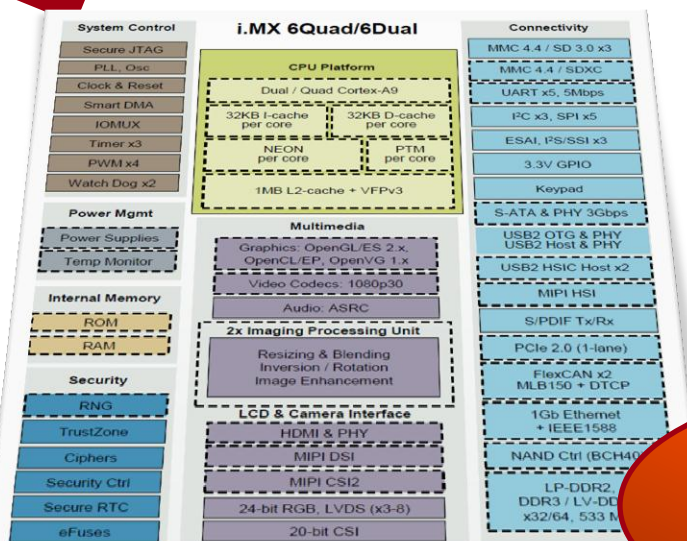 System Control
Secure JTAG
PLL, Osc
Clock & Reset
Smart DMA
IOMUX
Timer x3
PWM x4
Watch Dog x2
Power Mgmt
Power Supplies
Temp Monitor
Internal Memory
ROM
RAM
Security
RNG
TrustZone
Ciphers
Security Ctrl
Secure RTC
eFuses
i.MX 6Quad/6Dual
CPU Platform
Dual / Quad Cortex-A9
32KB I-cache
per core
32KB D-cache
per core
NEON
per core
PTM
per core
1MB L2-cache + VFPv3
Multimedia
Graphics: OpenGL/ES 2.x,
OpenCL/EP, OpenVG 1.x
Video Codecs: 1080p30
Audio: ASRC
2x Imaging Processing Unit
Resizing & Blending
Inversion / Rotation
Image Enhancement
LCD & Camera Interface
HDMI & PHY
MIPI DSI
MIPI CSI2
24-bit RGB, LVDS (x3-8)
20-bit CSI
Connectivity
MMC 4.4 / SD 3.0 x3
MMC 4.4 / SDXC
UART x5, 5Mbps
I²C x3, SPI x5
ESAI, I²S/SSI x3
3.3V GPIO
Keypad
S-ATA & PHY 3Gbps
USB2 OTG & PHY
USB2 Host & PHY
USB2 HSIC Host x2
MIPI HSI
S/PDIF Tx/Rx
PCIe 2.0 (1-lane)
FlexCAN x2
MLB150 + DTCP
1Gb Ethernet
+ IEEE1588
NAND Ctrl (BCH40
LP-DDR2,
DDR3 / LV-DD
x32/64, 533 M